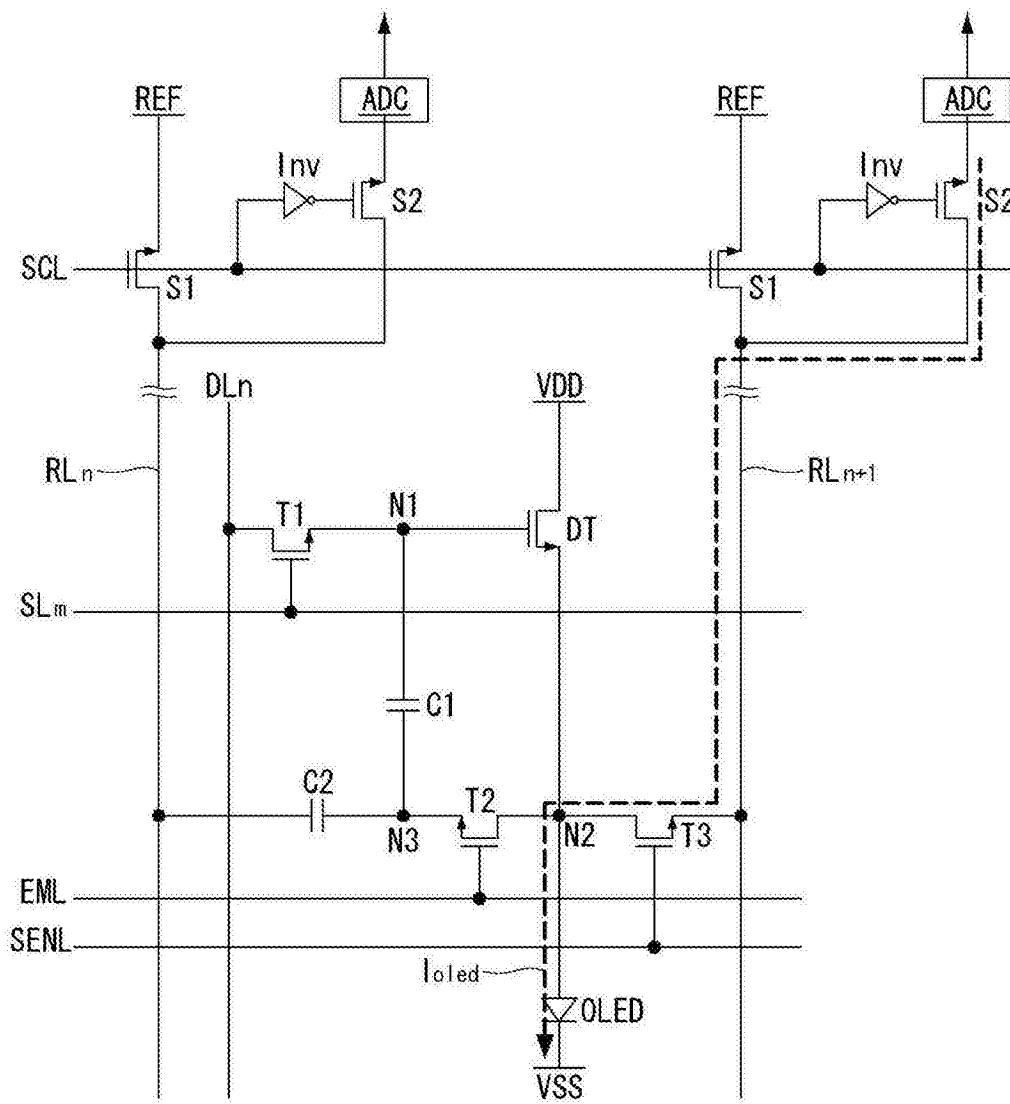 REF ADC REF ADC
Inv S2 Inv S2
SCL S1 S1
DLn VDD
RLn RLn+1
T1 N1 DT
SLm
C1
C2 T2
N3 N2 T3
EML
SENL
Ioled OLED
VSS